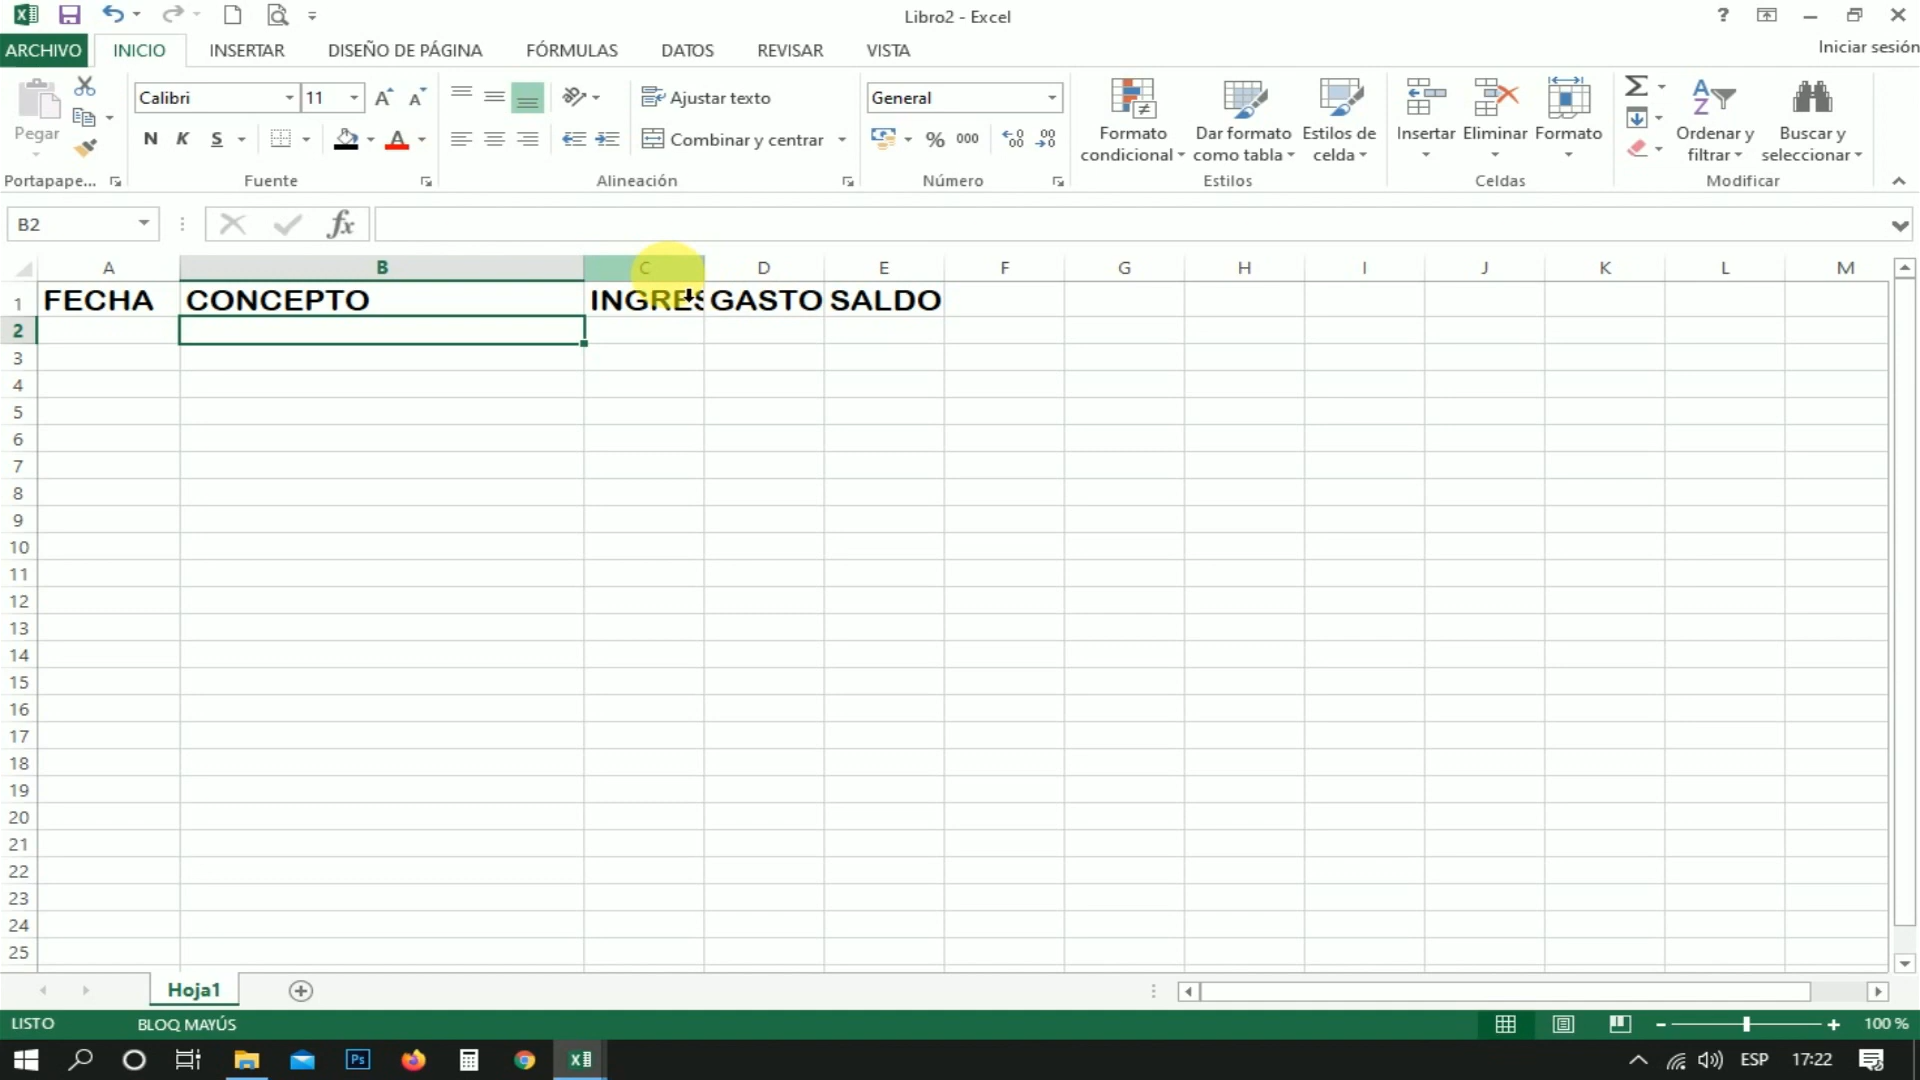 Libro2 - Excel
?
ARCHIVO INICIO INSERTAR DISEÑO DE PÁGINA FÓRMULAS DATOS REVISAR VISTA Iniciar sesión
Pegar
Calibri 11
N K S
Ajustar texto
Combinar y centrar
General
% 000
Formato condicional
Dar formato como tabla
Estilos de celda
Insertar Eliminar Formato
Ordenar y filtrar
Buscar y seleccionar
Portapape... Fuente Alineación Número Estilos Celdas Modificar
B2 fx
A B C D E F G H I J K L M
1 FECHA CONCEPTO INGRES GASTO SALDO
2
3
4
5
6
7
8
9
10
11
12
13
14
15
16
17
18
19
20
21
22
23
24
25
Hoja1
LISTO BLOQ MAYÚS 100 %
Ps ESP 17:22